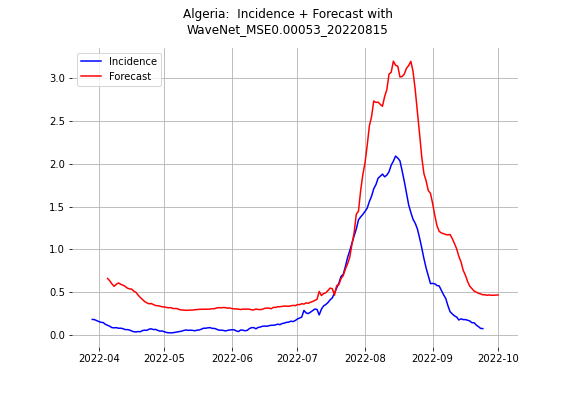 Algeria:  Incidence + Forecast with
WaveNet_MSE0.00053_20220815
Incidence
Forecast
3.0
2.5
2.0
1.5
1.0
0.5
0.0
2022-04 2022-05 2022-06 2022-07 2022-08 2022-09 2022-10